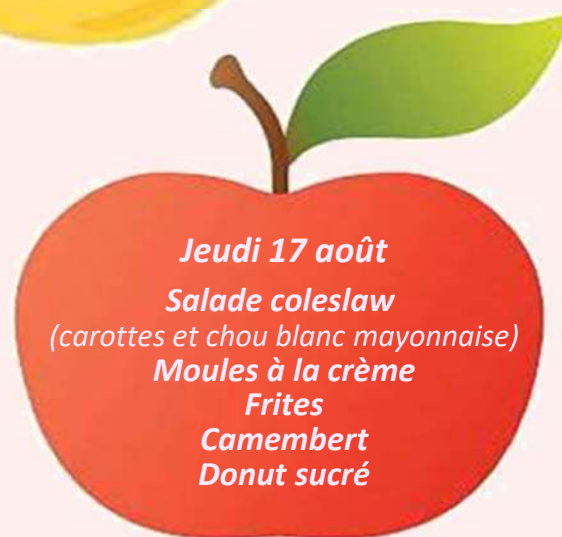 Jeudi 17 août
Salade coleslaw
(carottes et chou blanc mayonnaise)
Moules à la crème
Frites
Camembert
Donut sucré